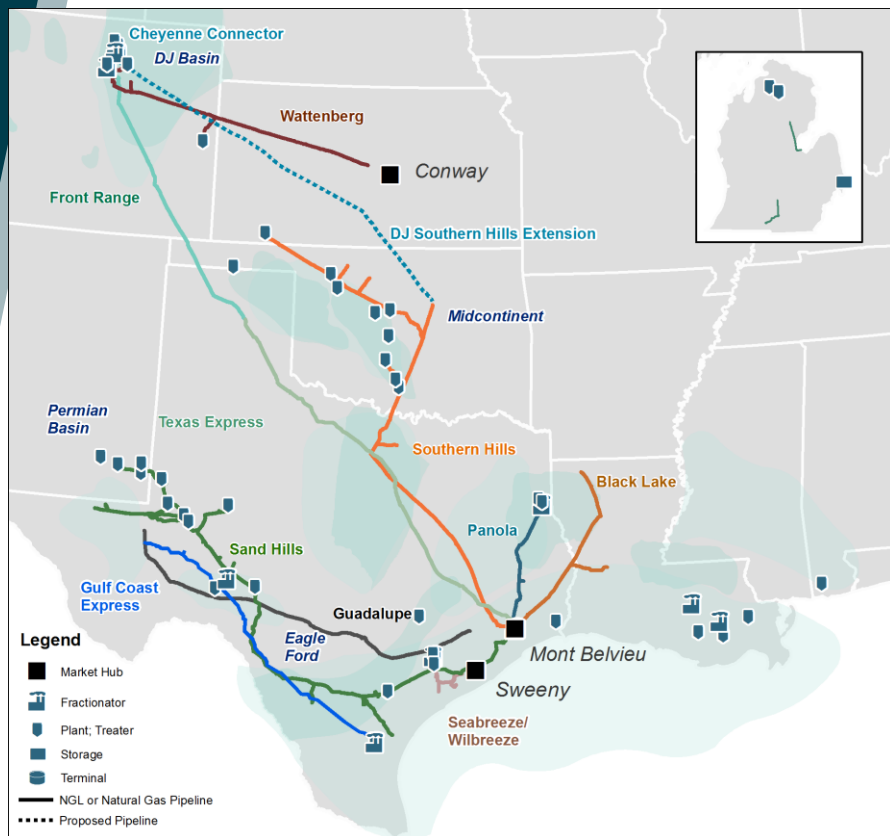 Cheyenne Connector
DJ Basin
Wattenberg
Conway
Front Range
DJ Southern Hills Extension
Midcontinent
Permian
Basin
Texas Express
Southern Hills
Black Lake
Panola
Sand Hills
Gulf Coast
Express
Guadalupe
Eagle
Ford
Mont Belvieu
Sweeny
Seabreeze/
Wilbreeze
Legend
Market Hub
Fractionator
Plant; Treater
Storage
Terminal
NGL or Natural Gas Pipeline
Proposed Pipeline